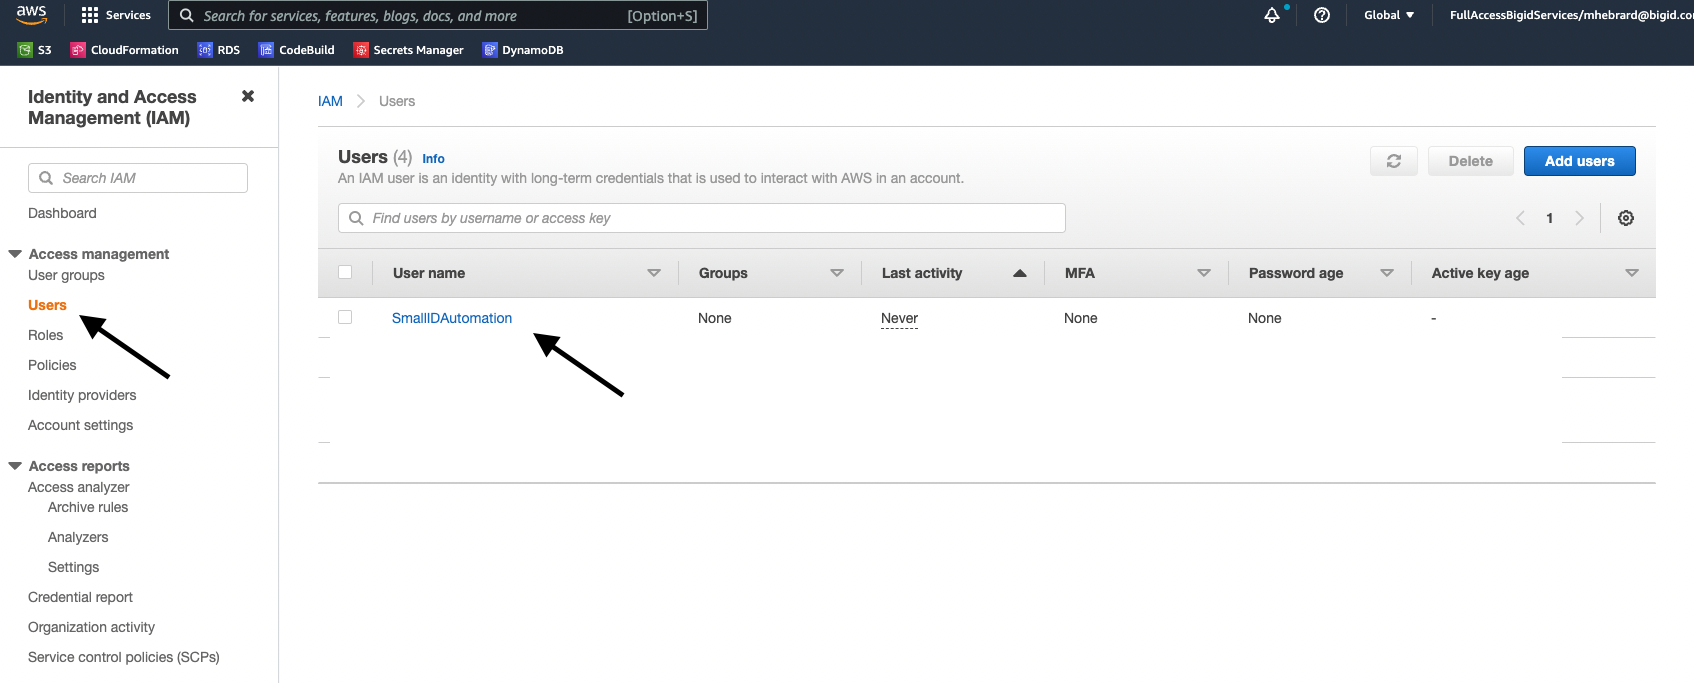 aws
Services
Search for services, features, blogs, docs, and more
[Option+S]
Global
FullAccessBigidServices/mhebrard@bigid.co
S3
CloudFormation
RDS
CodeBuild
Secrets Manager
DynamoDB
Identity and Access
Management (IAM)
Search IAM
Dashboard
Access management
User groups
Users
Roles
Policies
Identity providers
Account settings
Access reports
Access analyzer
Archive rules
Analyzers
Settings
Credential report
Organization activity
Service control policies (SCPs)
IAM
Users
Users (4) Info
An IAM user is an identity with long-term credentials that is used to interact with AWS in an account.
Delete
Add users
Find users by username or access key
1
User name
Groups
Last activity
MFA
Password age
Active key age
SmallIDAutomation
None
Never
None
None
-